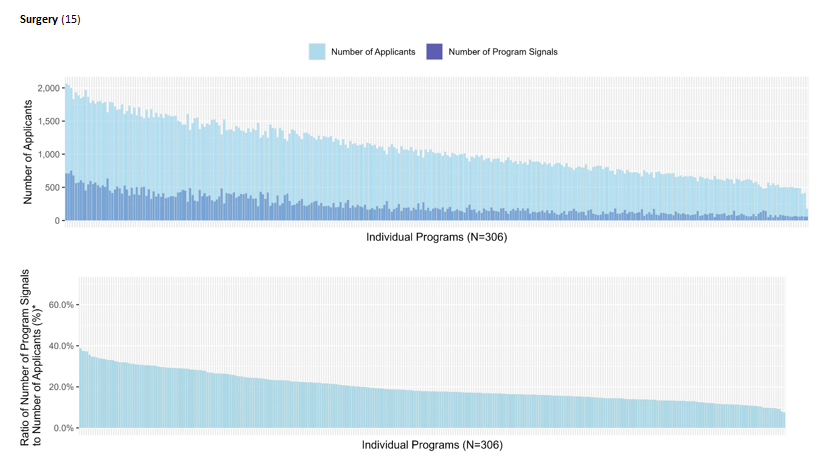 Surgery (15)
Number of Applicants Number of Program Signals
Number of Applicants
2,000
1,500
1,000
500
0
Individual Programs (N=306)
Ratio of Number of Program Signals
to Number of Applicants (%)*
60.0%
40.0%
20.0%
0.0%
Individual Programs (N=306)